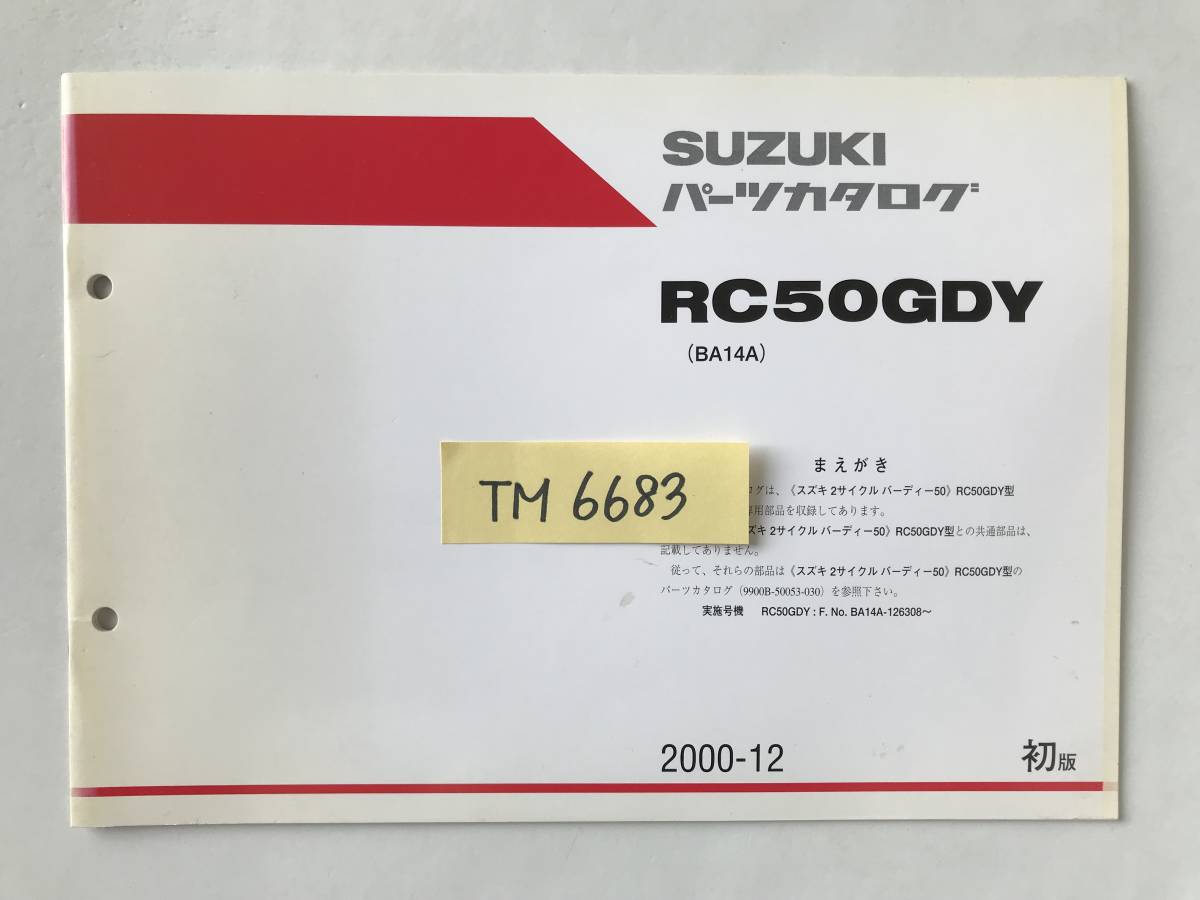 SUZUKI
パーツカタログ
RC50GDY
(BA14A)
まえがき
ログは、《スズキ 2サイクル バーディー50》RC50GDY型
専用部品を収録してあります。
ズキ 2サイクル バーディー50》RC50GDY型との共通部品は、
記載してありません。
従って、それらの部品は《スズキ 2サイクル バーディー50》RC50GDY型の
パーツカタログ(9900B-50053-030)を参照下さい。
実施号機 RC50GDY : F. No. BA14A-126308〜
TM 6683
2000-12
初版